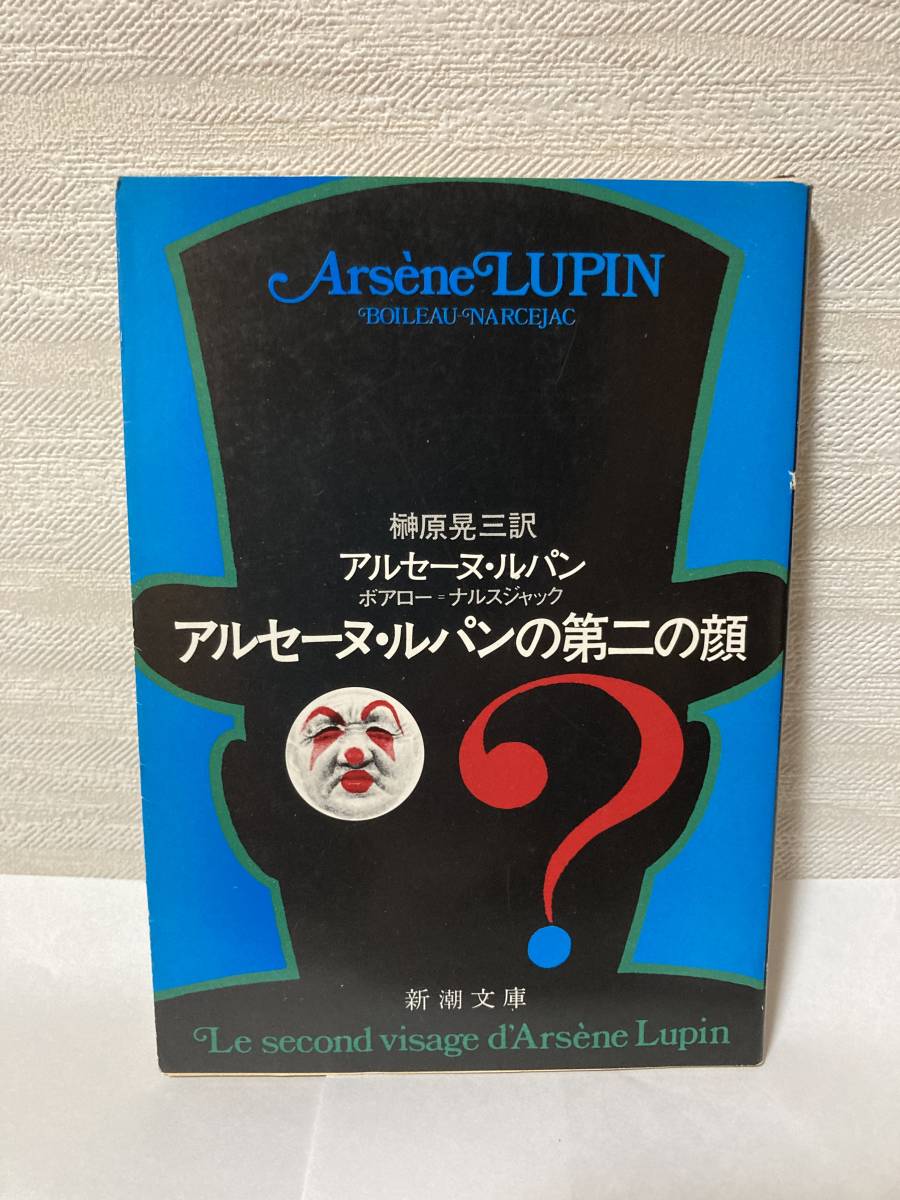 Arsène LUPIN
BOILEAU-NARCEJAC
榊原晃三訳
アルセーヌ・ルパン
ボアロー=ナルスジャック
アルセーヌ・ルパンの第二の顔
新潮文庫
Le second visage d'Arsène Lupin